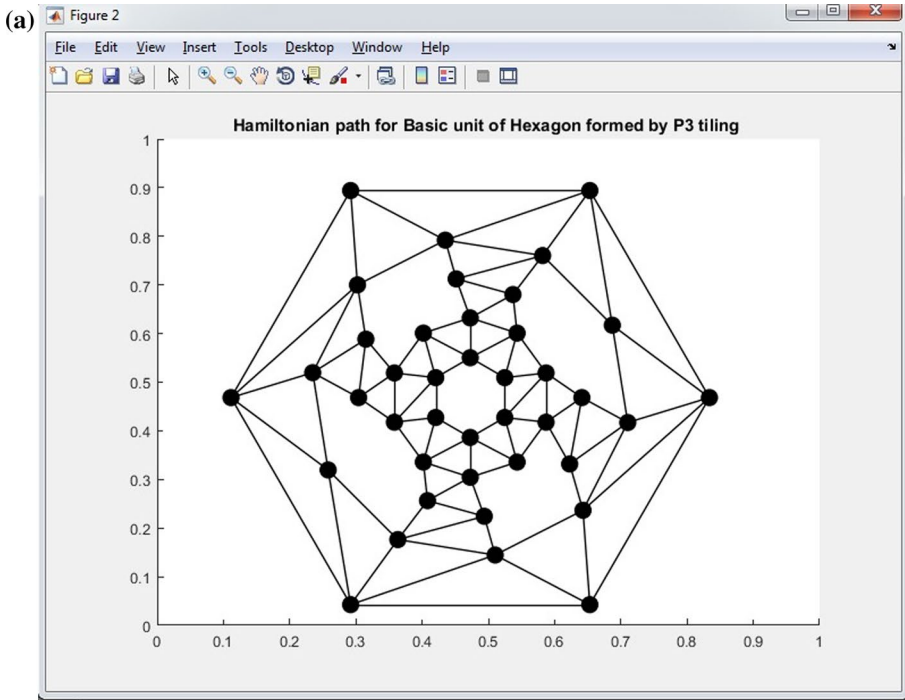 (a)
Figure 2
File Edit View Insert Tools Desktop Window Help
Hamiltonian path for Basic unit of Hexagon formed by P3 tiling
1
0.9
0.8
0.7
0.6
0.5
0.4
0.3
0.2
0.1
0
0 0.1 0.2 0.3 0.4 0.5 0.6 0.7 0.8 0.9 1